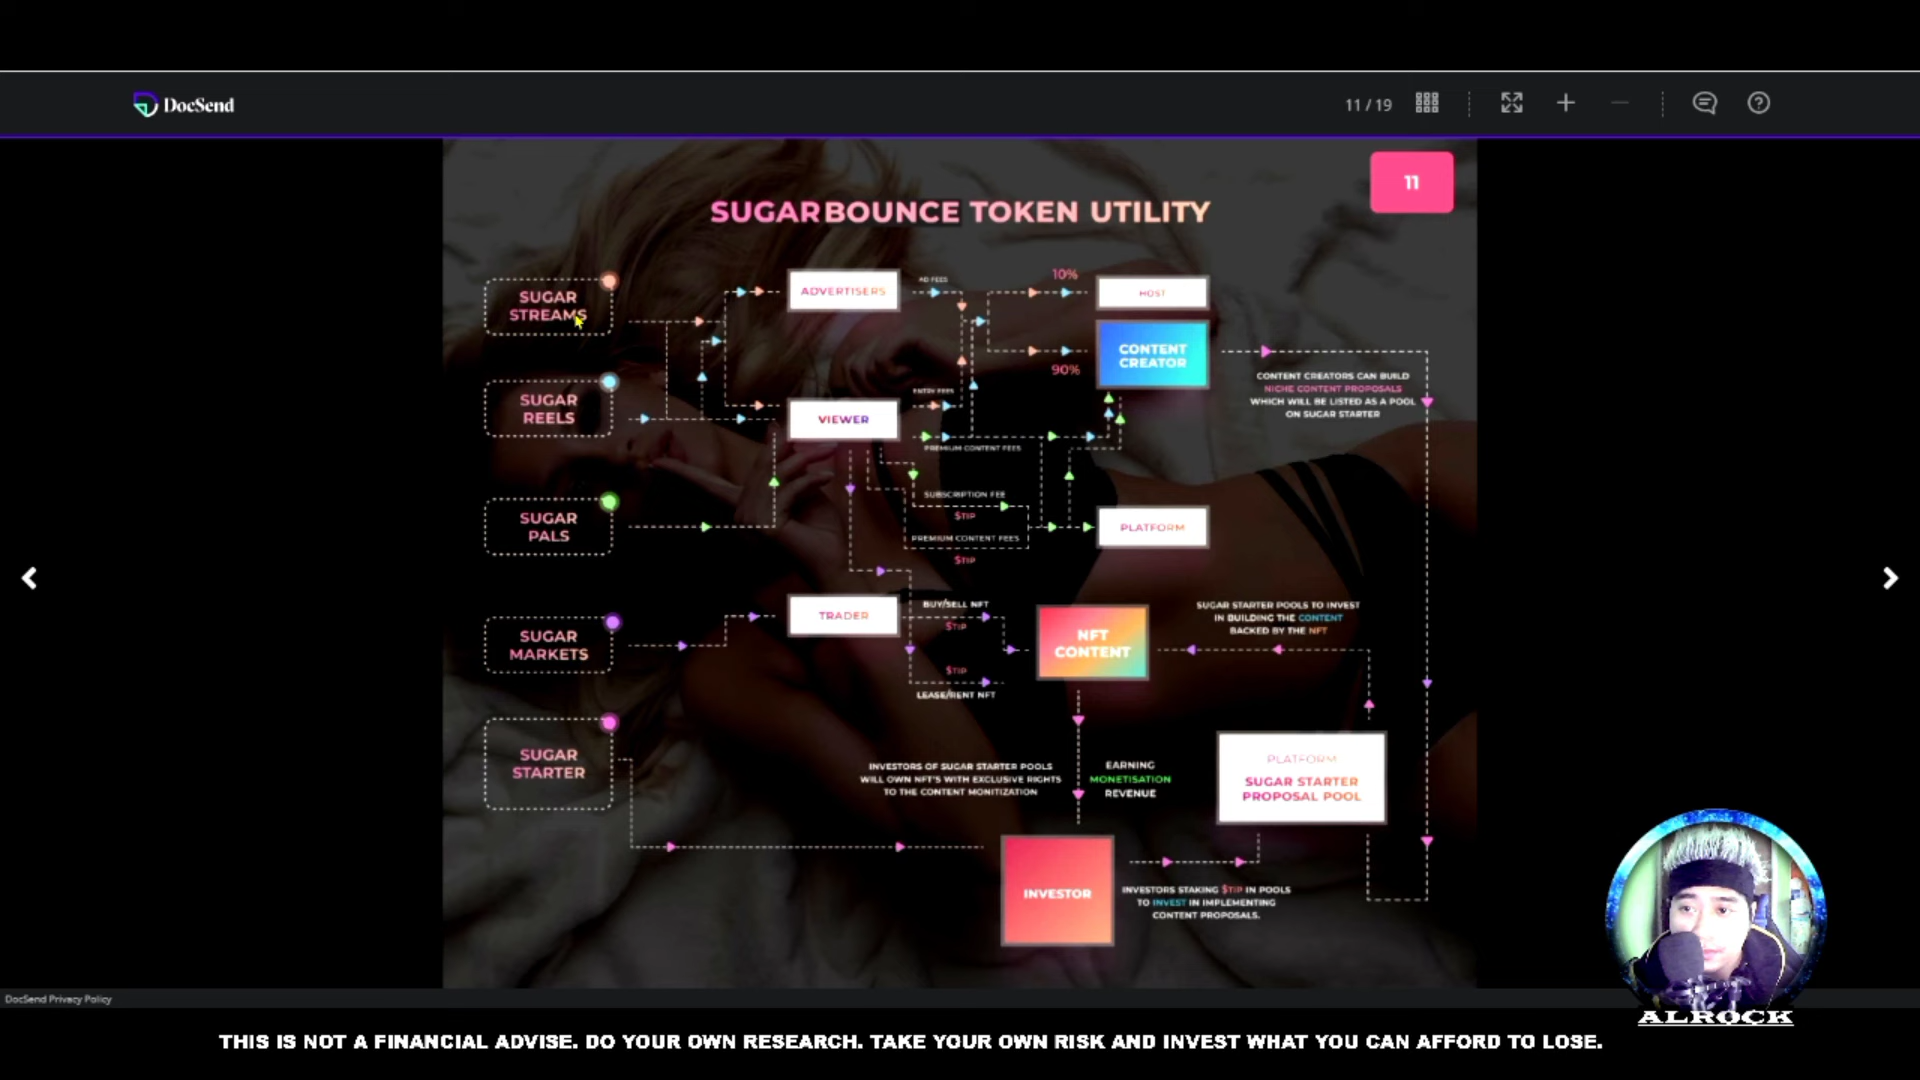 DocSend
11 / 19
11
SUGARBOUNCE TOKEN UTILITY
SUGAR
STREAMS
SUGAR
REELS
SUGAR
PALS
SUGAR
MARKETS
SUGAR
STARTER
ADVERTISERS
AD FEES
VIEWER
ENTRY FEES
PREMIUM CONTENT FEES
SUBSCRIPTION FEE
$TIP
PREMIUM CONTENT FEES
$TIP
TRADER
BUY/SELL NFT
$TIP
$TIP
LEASE/RENT NFT
10%
HOST
CONTENT
CREATOR
90%
CONTENT CREATORS CAN BUILD
NICHE CONTENT PROPOSALS
WHICH WILL BE LISTED AS A POOL
ON SUGAR STARTER
PLATFORM
NFT
CONTENT
SUGAR STARTER POOLS TO INVEST
IN BUILDING THE CONTENT
BACKED BY THE NFT
INVESTORS OF SUGAR STARTER POOLS
WILL OWN NFT'S WITH EXCLUSIVE RIGHTS
TO THE CONTENT MONITIZATION
EARNING
MONETISATION
REVENUE
PLATFORM
SUGAR STARTER
PROPOSAL POOL
INVESTOR
INVESTORS STAKING $TIP IN POOLS
TO INVEST IN IMPLEMENTING
CONTENT PROPOSALS.
ALROCK
DocSend Privacy Policy
THIS IS NOT A FINANCIAL ADVISE. DO YOUR OWN RESEARCH. TAKE YOUR OWN RISK AND INVEST WHAT YOU CAN AFFORD TO LOSE.